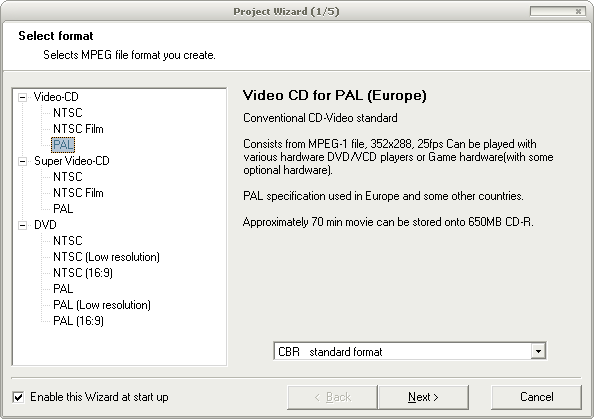 Project Wizard (1/5)
Select format
Selects MPEG file format you create.
Video-CD
NTSC
NTSC Film
PAL
Super Video-CD
NTSC
NTSC Film
PAL
DVD
NTSC
NTSC (Low resolution)
NTSC (16:9)
PAL
PAL (Low resolution)
PAL (16:9)
Video CD for PAL (Europe)
Conventional CD-Video standard
Consists from MPEG-1 file, 352x288, 25fps Can be played with
various hardware DVD/VCD players or Game hardware(with some
optional hardware).
PAL specification used in Europe and some other countries.
Approximately 70 min movie can be stored onto 650MB CD-R.
CBR standard format
Enable this Wizard at start up
< Back
Next >
Cancel